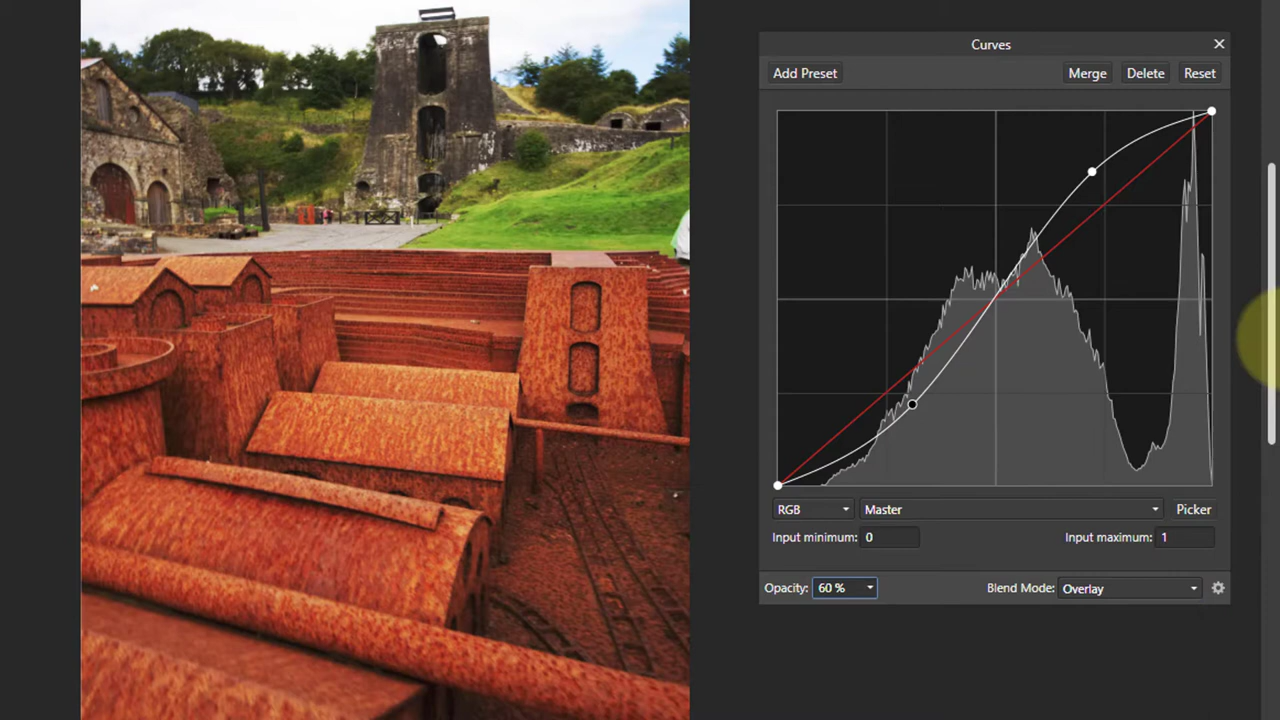 Curves
Add Preset Merge Delete Reset
RGB Master Picker
Input minimum: 0 Input maximum: 1
Opacity: 60 % Blend Mode: Overlay